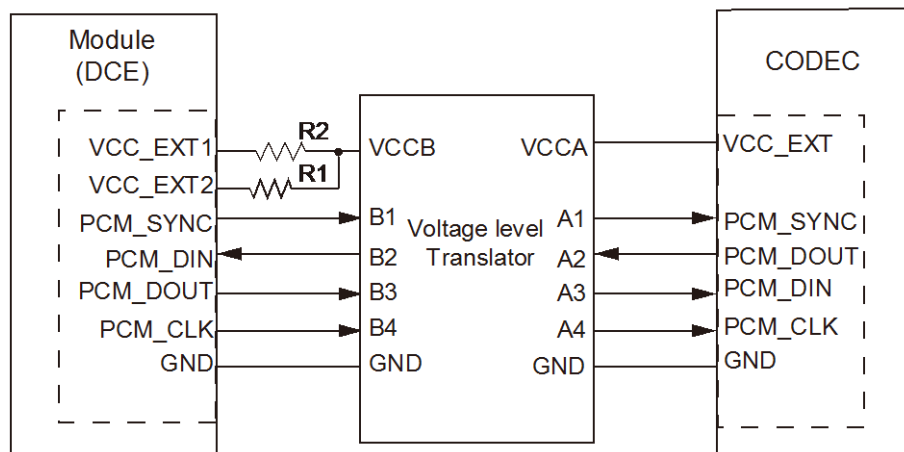 Module
(DCE)
CODEC
VCC_EXT1
R2
VCCB
VCCA
VCC_EXT
VCC_EXT2
R1
PCM_SYNC
B1
Voltage level
Translator
A1
PCM_SYNC
PCM_DIN
B2
A2
PCM_DOUT
PCM_DOUT
B3
A3
PCM_DIN
PCM_CLK
B4
A4
PCM_CLK
GND
GND
GND
GND